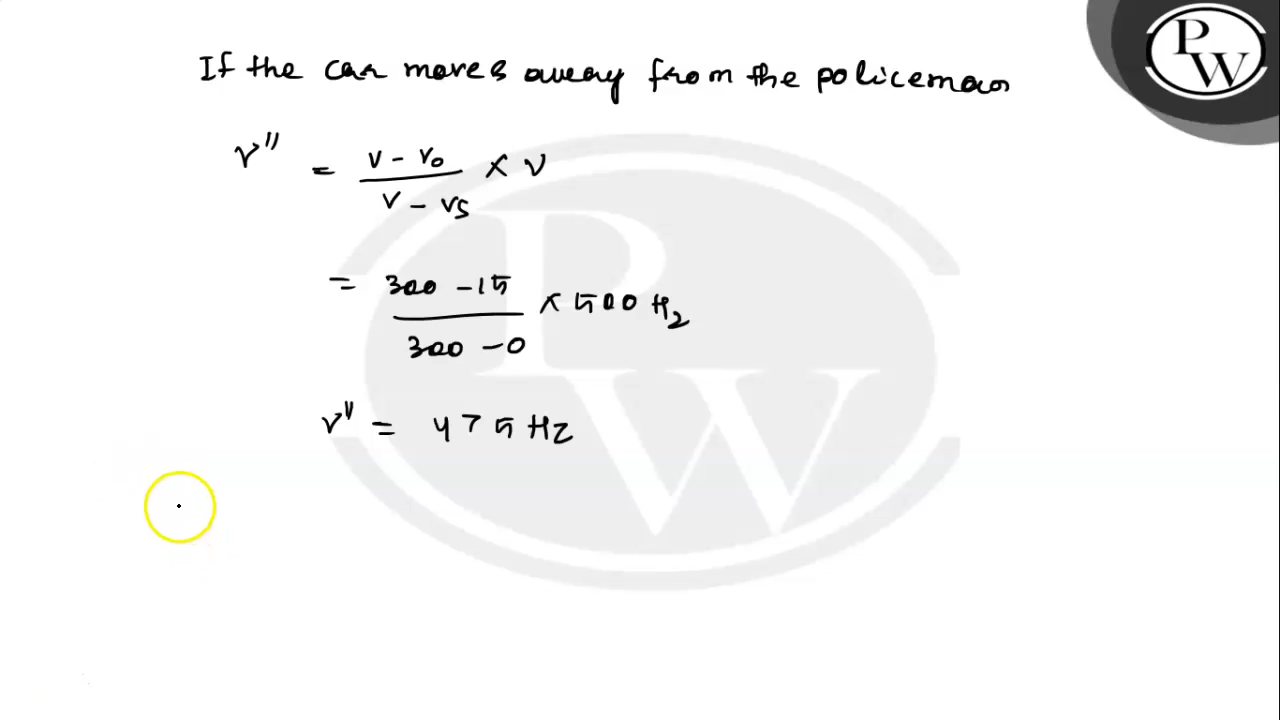 PW
If the car moves away from the policeman
ν'' = v - v₀ / v - vs × ν
= 300 - 15 / 300 - 0 × 500 Hz
ν'' = 475 Hz
PW